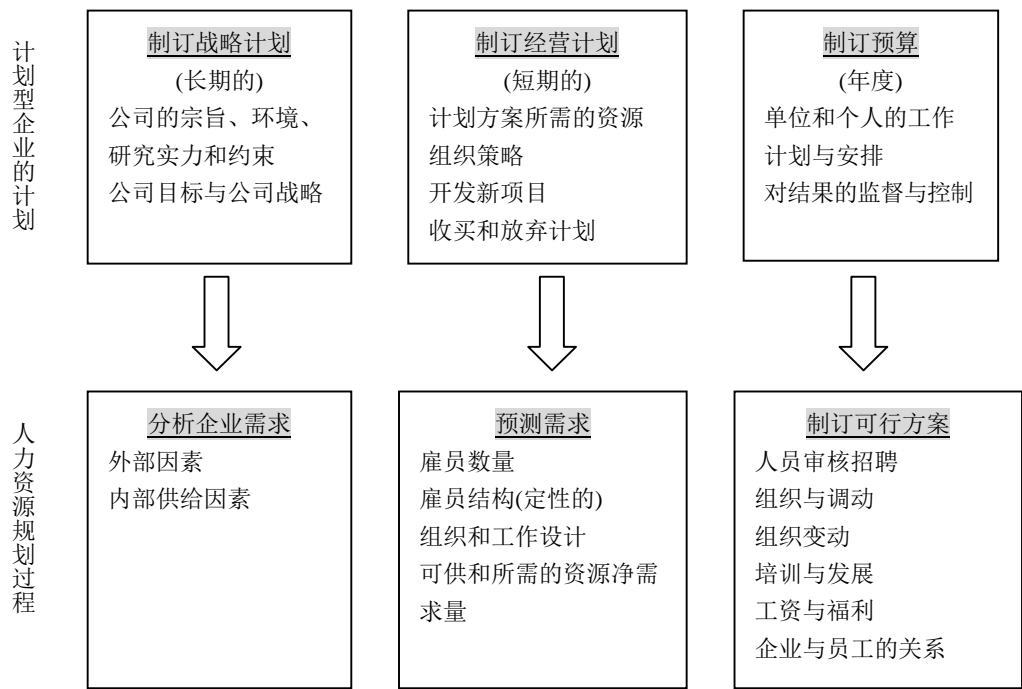 计划型企业的计划
制订战略计划
(长期的)
公司的宗旨、环境、
研究实力和约束
公司目标与公司战略
制订经营计划
(短期的)
计划方案所需的资源
组织策略
开发新项目
收买和放弃计划
制订预算
(年度)
单位和个人的工作
计划与安排
对结果的监督与控制
人力资源规划过程
分析企业需求
外部因素
内部供给因素
预测需求
雇员数量
雇员结构(定性的)
组织和工作设计
可供和所需的资源净需
求量
制订可行方案
人员审核招聘
组织与调动
组织变动
培训与发展
工资与福利
企业与员工的关系